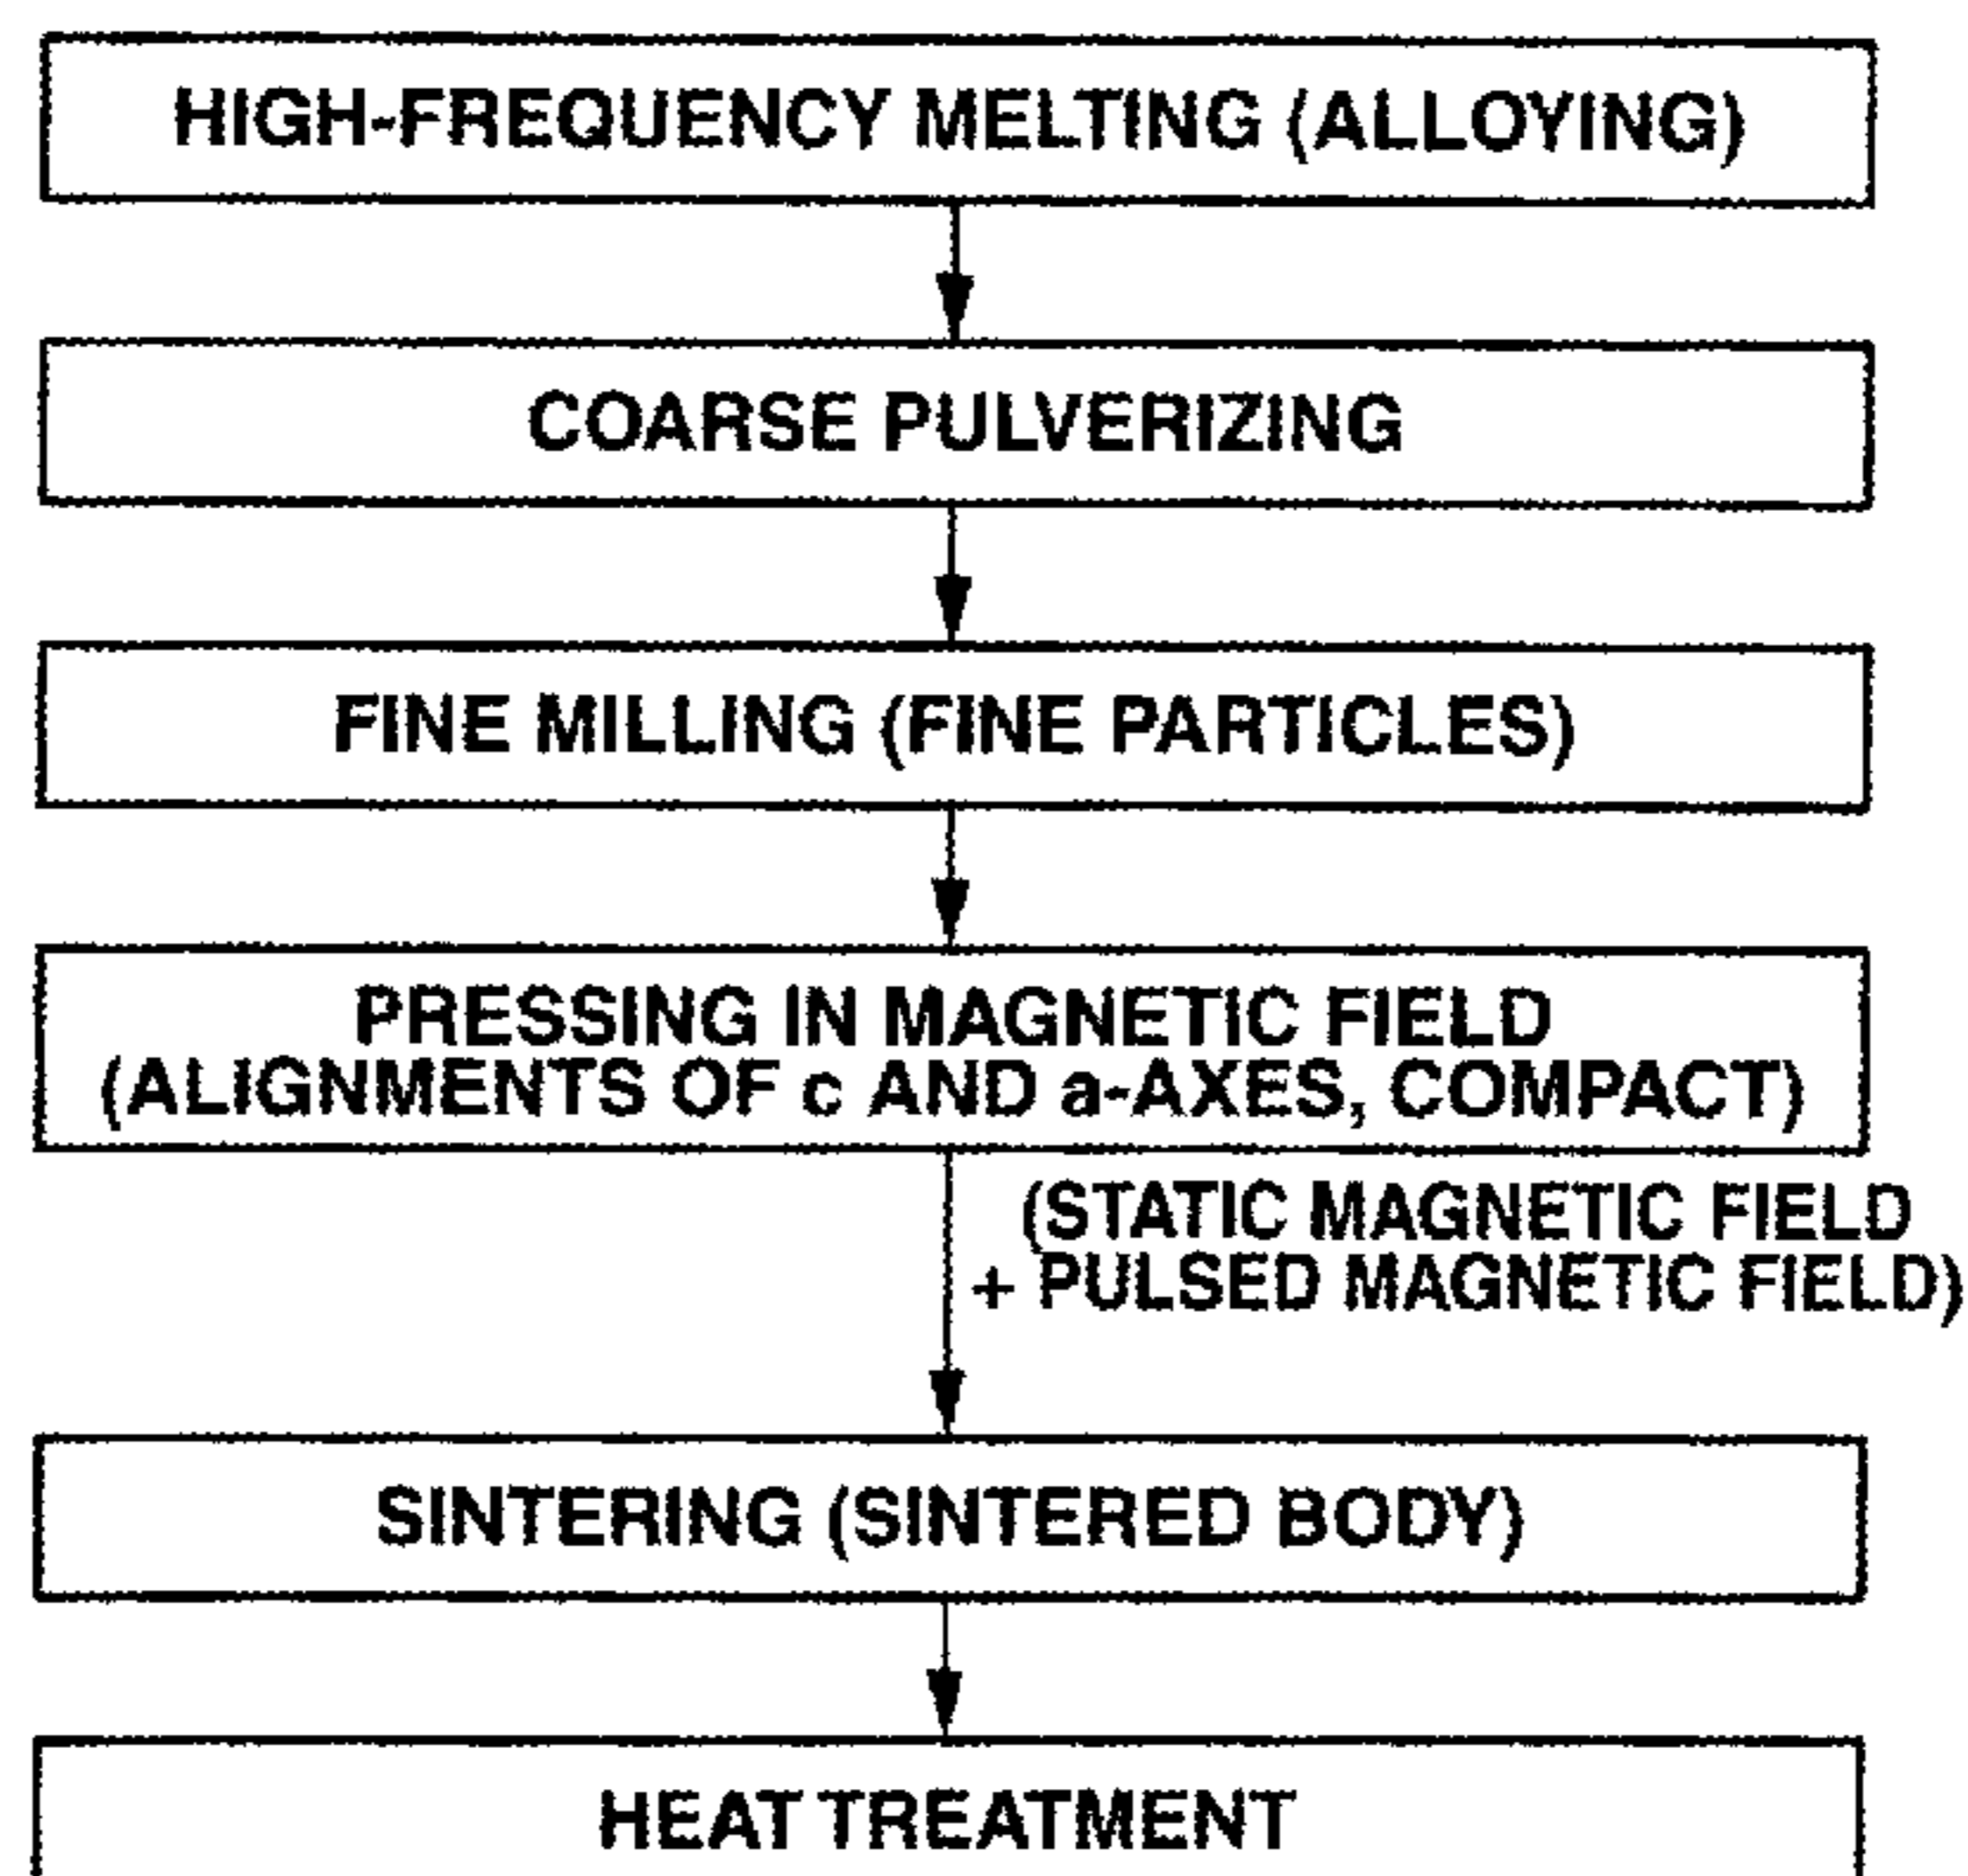 HIGH-FREQUENCY MELTING (ALLOYING)
COARSE PULVERIZING
FINE MILLING (FINE PARTICLES)
PRESSING IN MAGNETIC FIELD
(ALIGNMENTS OF c AND a-AXES, COMPACT)
(STATIC MAGNETIC FIELD
+ PULSED MAGNETIC FIELD)
SINTERING (SINTERED BODY)
HEAT TREATMENT